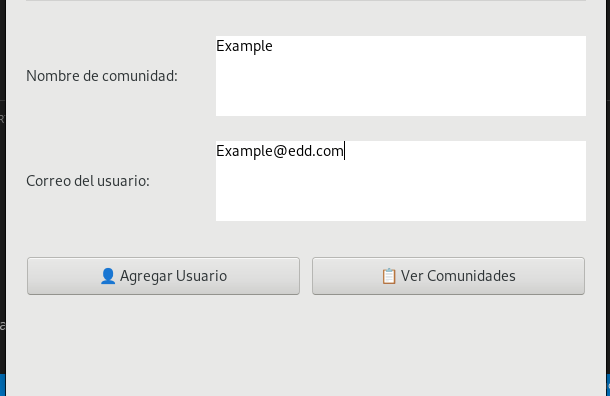 Nombre de comunidad:
Example
Correo del usuario:
Example@edd.com
👤 Agregar Usuario
📋 Ver Comunidades